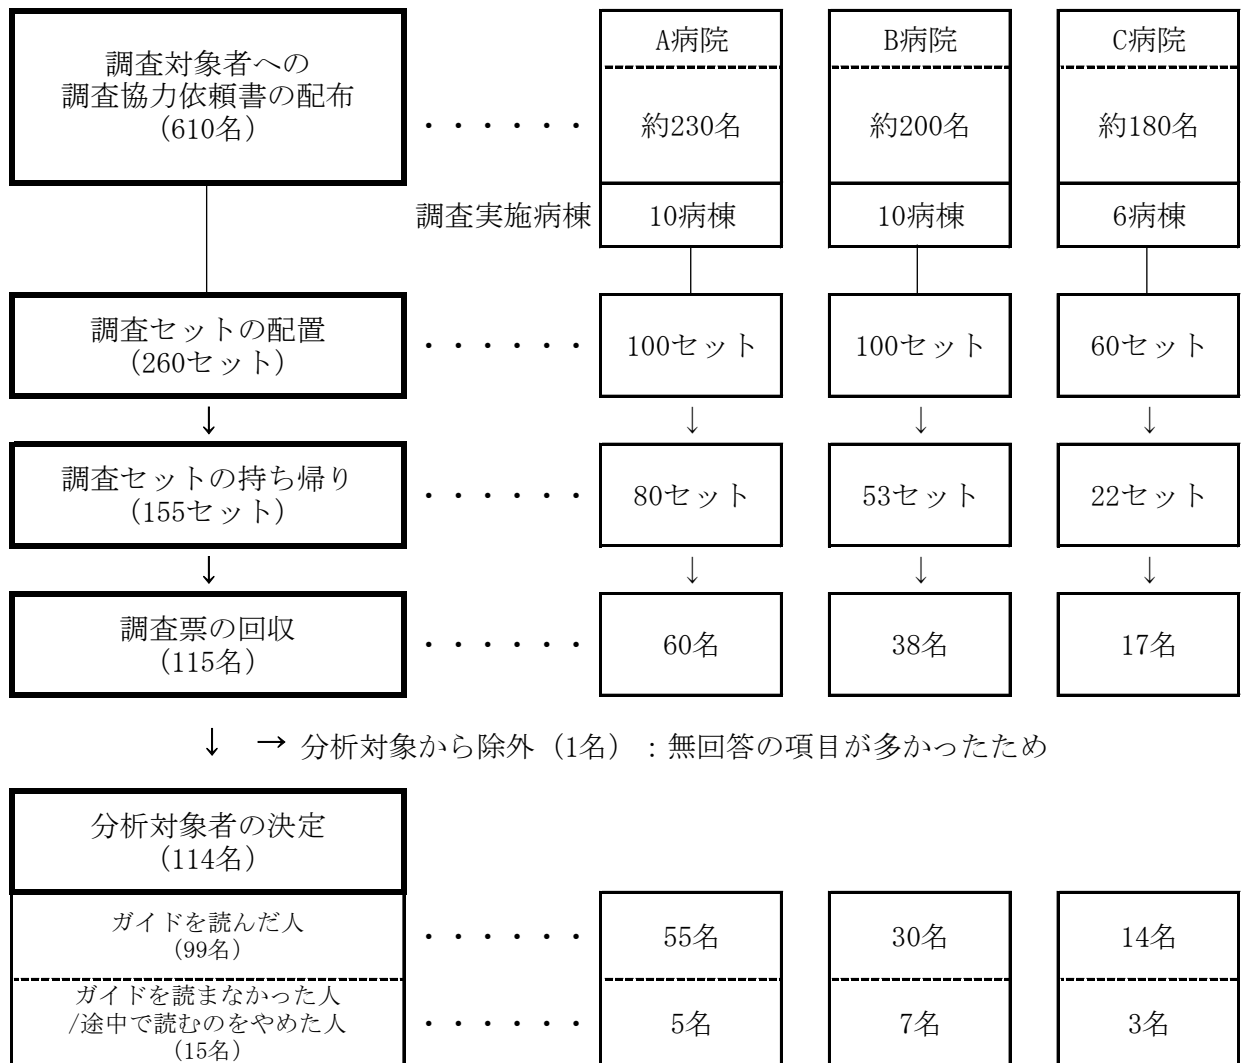 調査対象者への
調査協力依頼書の配布
(610名)
・・・・・・
A病院
B病院
C病院
約230名
約200名
約180名
調査実施病棟
10病棟
10病棟
6病棟
調査セットの配置
(260セット)
・・・・・・
100セット
100セット
60セット
↓
↓
↓
↓
調査セットの持ち帰り
(155セット)
・・・・・・
80セット
53セット
22セット
↓
↓
↓
↓
調査票の回収
(115名)
・・・・・・
60名
38名
17名
↓ → 分析対象から除外（1名）：無回答の項目が多かったため
分析対象者の決定
(114名)
ガイドを読んだ人
(99名)
・・・・・・
55名
30名
14名
ガイドを読まなかった人
/途中で読むのをやめた人
(15名)
・・・・・・
5名
7名
3名